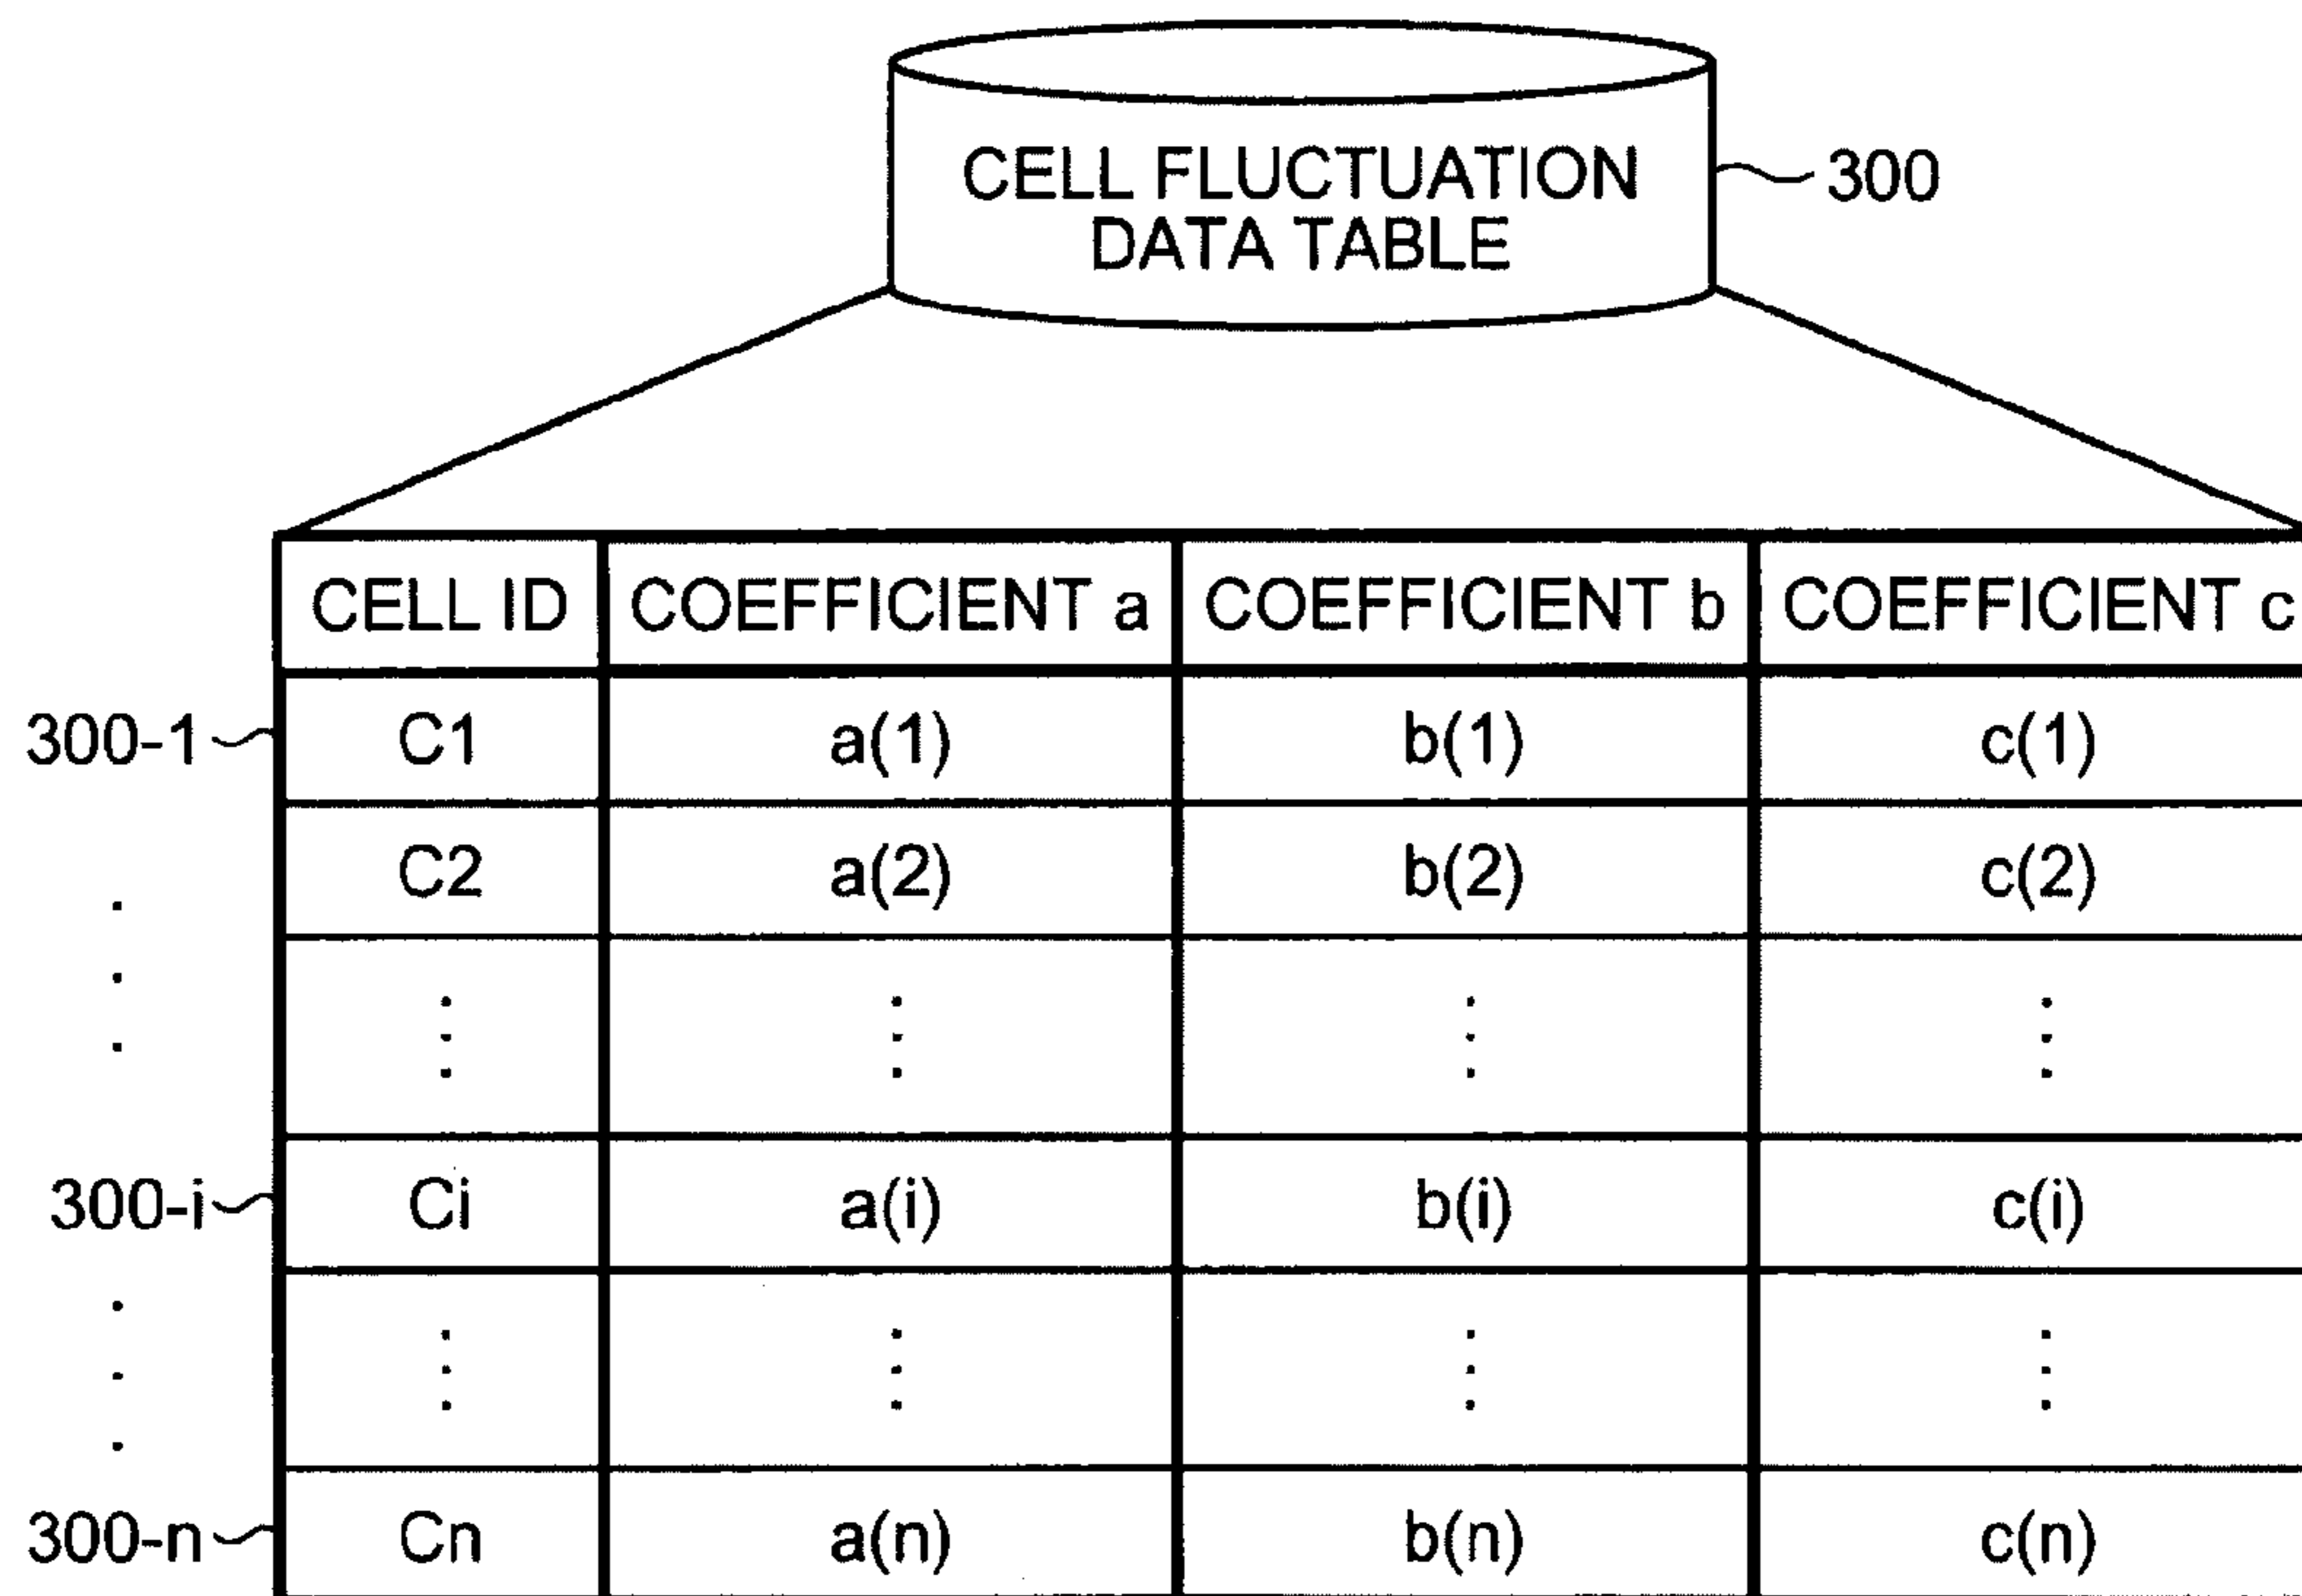 CELL FLUCTUATION
DATA TABLE
300
CELL ID COEFFICIENT a COEFFICIENT b COEFFICIENT c
300-1 C1 a(1) b(1) c(1)
C2 a(2) b(2) c(2)
300-i Ci a(i) b(i) c(i)
300-n Cn a(n) b(n) c(n)